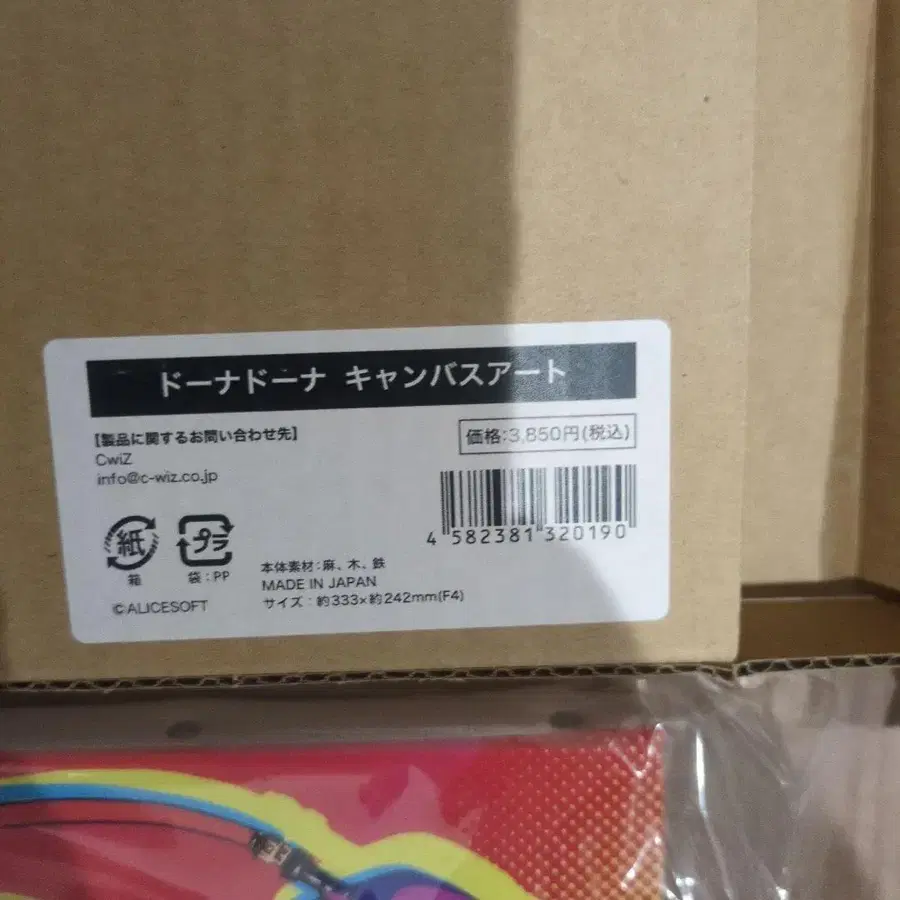 ドーナドーナ キャンバスアート
【製品に関するお問い合わせ先】
CwiZ
info@c-wiz.co.jp
価格:3,850円(税込)
4 582381 320190
紙
箱
プラ
袋:PP
本体素材:麻、木、鉄
MADE IN JAPAN
サイズ:約333×約242mm(F4)
©ALICESOFT